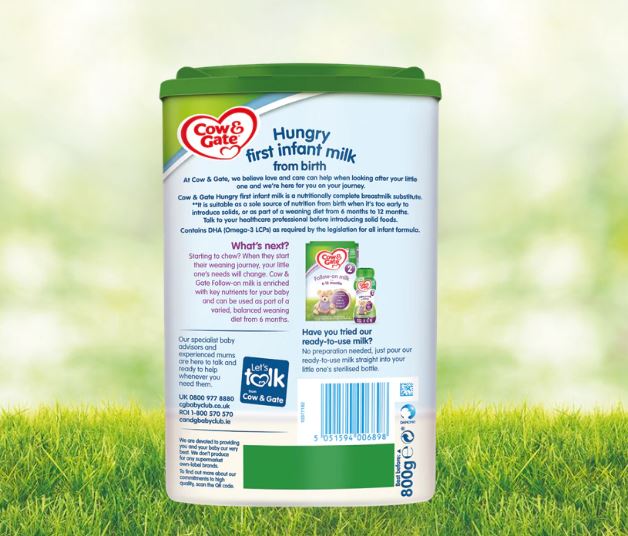 Cow&
Gate
Hungry
first infant milk
from birth
At Cow & Gate, we believe love and care can help when looking after your little
one and we're here for you on your journey.
Cow & Gate Hungry first infant milk is a nutritionally complete breastmilk substitute.
**It is suitable as a sole source of nutrition from birth when it's too early to
introduce solids, or as part of a weaning diet from 6 months to 12 months.
Talk to your healthcare professional before introducing solid foods.
Contains DHA (Omega-3 LCPs) as required by the legislation for all infant formula.
What's next?
Starting to chew? When they start
their weaning journey, your little
one's needs will change. Cow &
Gate Follow-on milk is enriched
with key nutrients for your baby
and can be used as part of a
varied, balanced weaning
diet from 6 months.
Cow &
Gate
2
Follow-on milk
Have you tried our
ready-to-use milk?
No preparation needed, just pour our
ready-to-use milk straight into your
little one's sterilised bottle.
Our specialist baby
advisors and
experienced mums
are here to talk and
ready to help
whenever you
need them.
Let's
talk
from
Cow & Gate
UK 0800 977 8880
cgbabyclub.co.uk
ROI 1-800 570 570
candgbabyclub.ie
We are devoted to providing
you and your baby our very
best. We don't produce
for any supermarket
own-label brands.
To find out more about our
commitments to high
quality, scan the QR code.
5 051594 006898
DANONE
Best before:
800g e